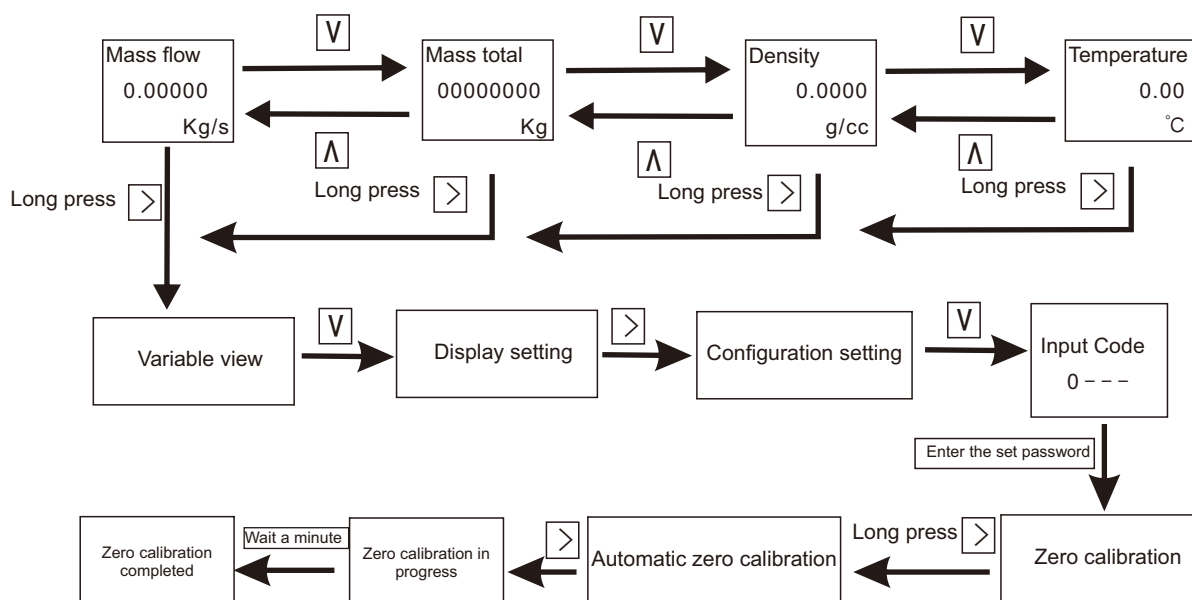 V
V
V
Mass flow
0.00000
Kg/s
Mass total
00000000
Kg
Density
0.0000
g/cc
Temperature
0.00
°C
Λ
Λ
Λ
Long press >
Long press >
Long press >
Long press >
Variable view
V
Display setting
>
Configuration setting
V
Input Code
0 – – –
Enter the set password
Zero calibration completed
Wait a minute
Zero calibration in progress
>
Automatic zero calibration
Long press >
Zero calibration